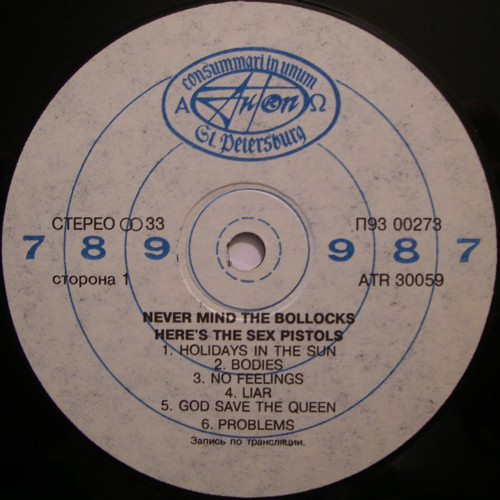 consummari in unum
А АнтОп Ω
St. Petersburg
СТЕРЕО 33
П93 00273
7 8 9 9 8 7
сторона 1
ATR 30059
NEVER MIND THE BOLLOCKS
HERE'S THE SEX PISTOLS
1. HOLIDAYS IN THE SUN
2. BODIES
3. NO FEELINGS
4. LIAR
5. GOD SAVE THE QUEEN
6. PROBLEMS
Запись по трансляции.